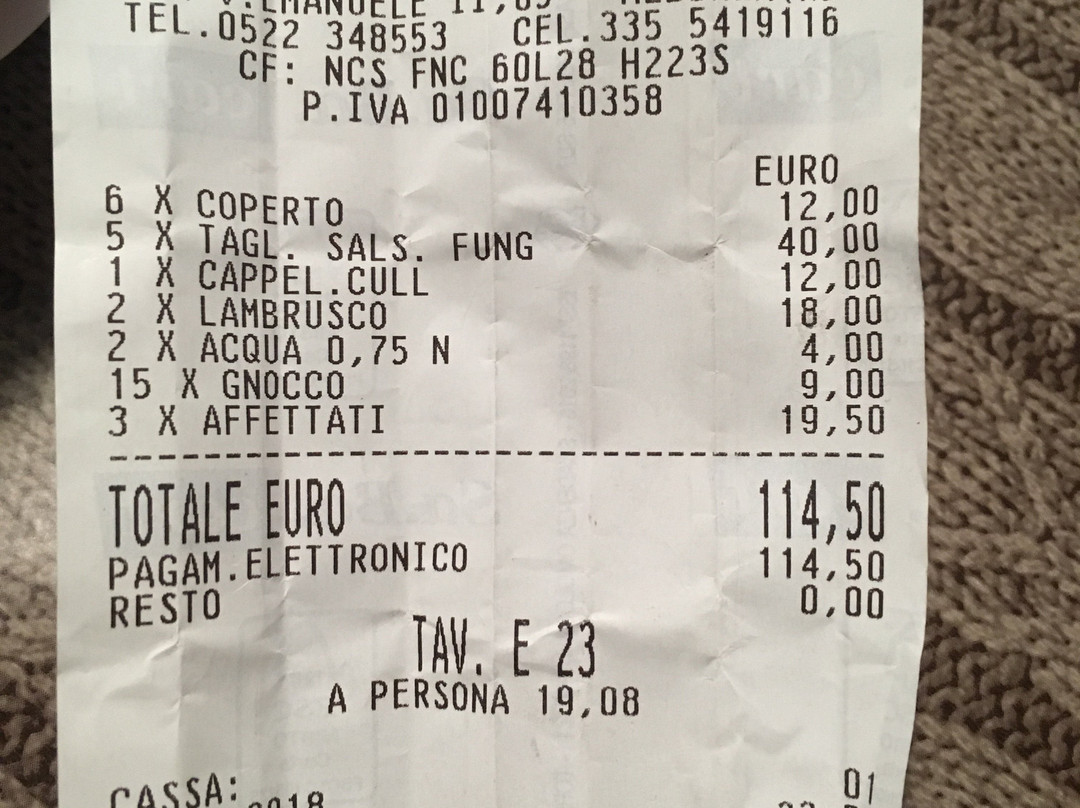 TEL.0522 348553 CEL.335 5419116
CF: NCS FNC 60L28 H223S
P.IVA 01007410358
EURO
6 X COPERTO 12,00
5 X TAGL. SALS. FUNG 40,00
1 X CAPPEL.CULL 12,00
2 X LAMBRUSCO 18,00
2 X ACQUA 0,75 N 4,00
15 X GNOCCO 9,00
3 X AFFETTATI 19,50
TOTALE EURO 114,50
PAGAM.ELETTRONICO 114,50
RESTO 0,00
TAV. E 23
A PERSONA 19,08
CASSA: 01